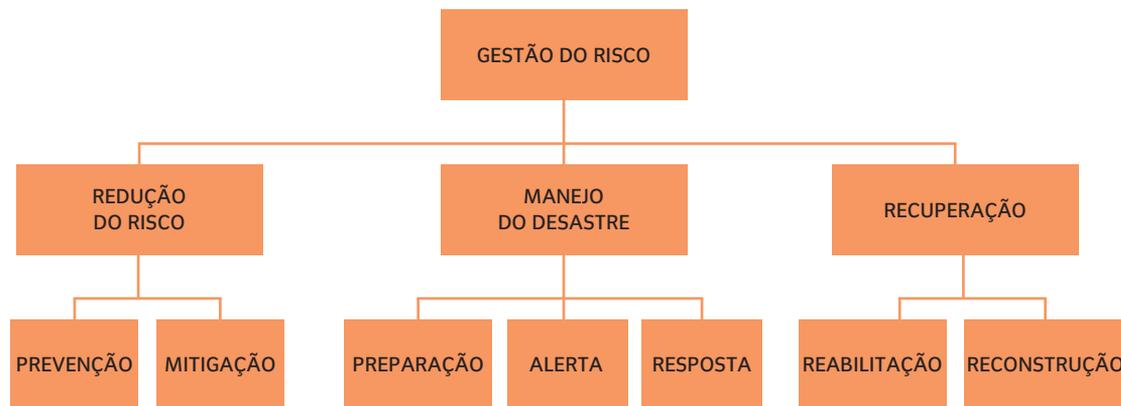 GESTÃO DO RISCO
REDUÇÃO
DO RISCO
MANEJO
DO DESASTRE
RECUPERAÇÃO
PREVENÇÃO
MITIGAÇÃO
PREPARAÇÃO
ALERTA
RESPOSTA
REABILITAÇÃO
RECONSTRUÇÃO